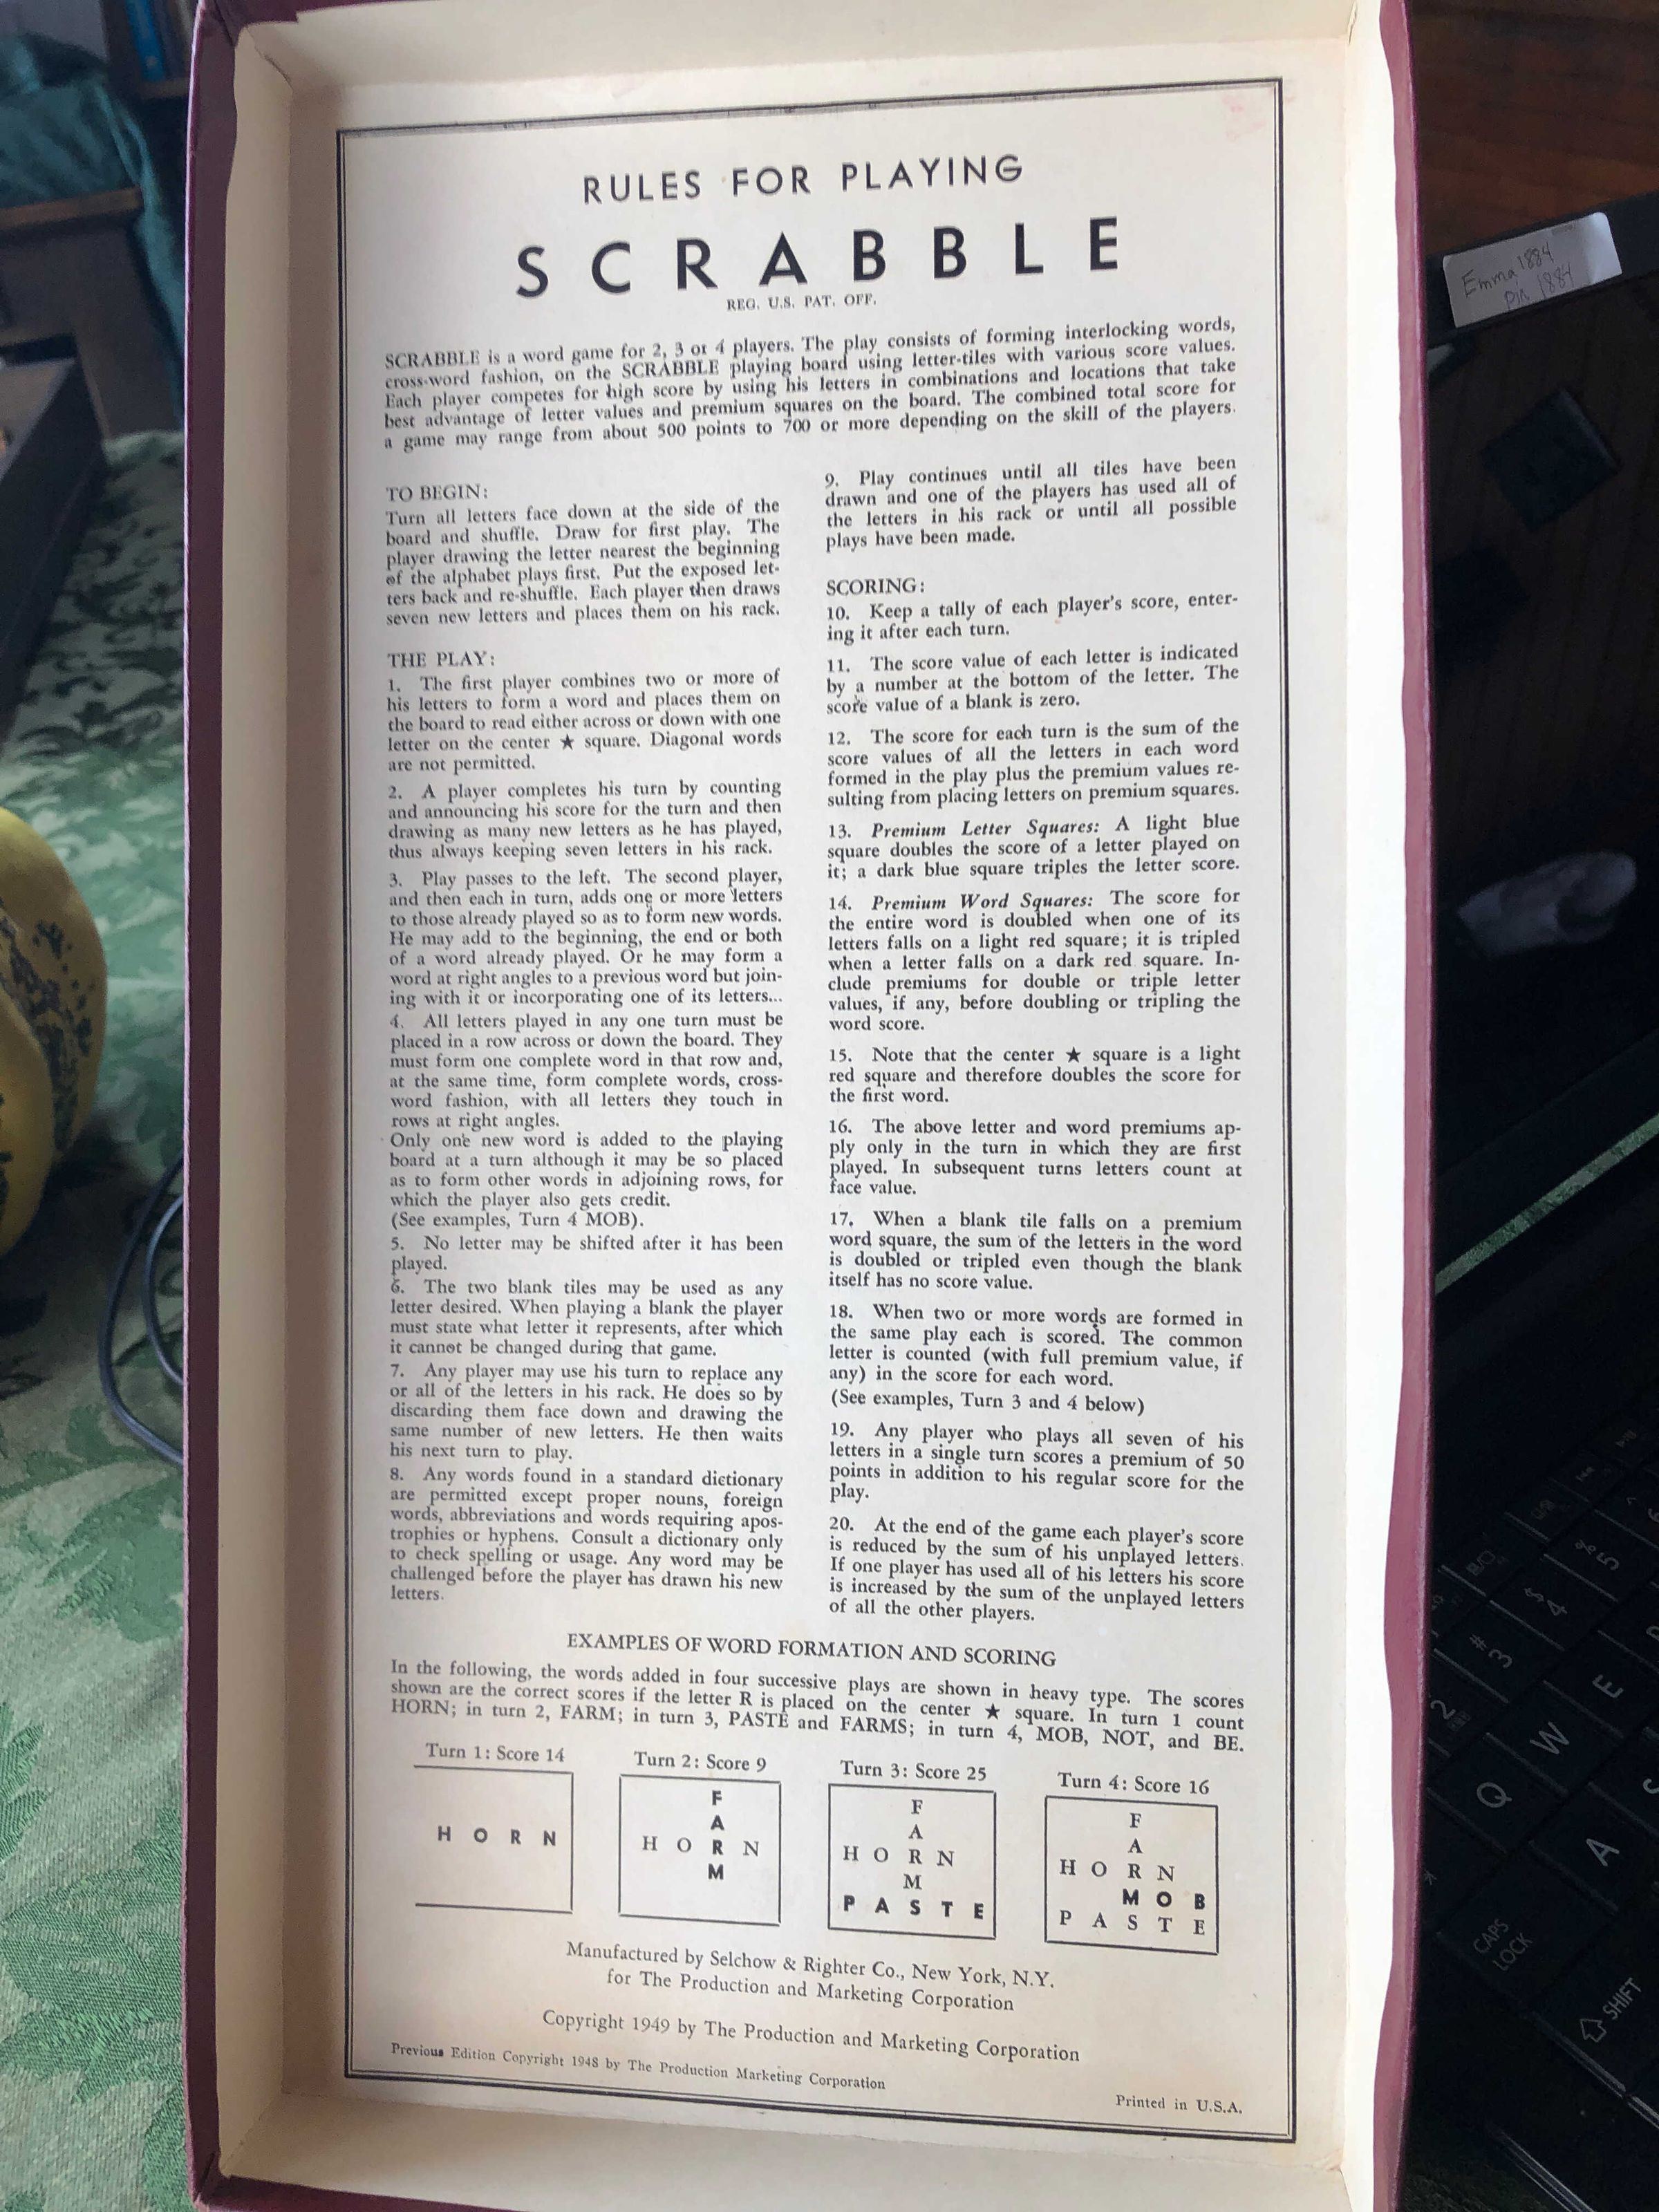 RULES FOR PLAYING
SCRABBLE
REG. U.S. PAT. OFF.
SCRABBLE is a word game for 2, 3 or 4 players. The play consists of forming interlocking words,
cross-word fashion, on the SCRABBLE playing board using letter-tiles with various score values.
Each player competes for high score by using his letters in combinations and locations that take
best advantage of letter values and premium squares on the board. The combined total score for
a game may range from about 500 points to 700 or more depending on the skill of the players.
TO BEGIN:
Turn all letters face down at the side of the
board and shuffle. Draw for first play. The
player drawing the letter nearest the beginning
of the alphabet plays first. Put the exposed let-
ters back and re-shuffle. Each player then draws
seven new letters and places them on his rack.
THE PLAY:
1. The first player combines two or more of
his letters to form a word and places them on
the board to read either across or down with one
letter on the center ★ square. Diagonal words
are not permitted.
2. A player completes his turn by counting
and announcing his score for the turn and then
drawing as many new letters as he has played,
thus always keeping seven letters in his rack.
3. Play passes to the left. The second player,
and then each in turn, adds one or more letters
to those already played so as to form new words.
He may add to the beginning, the end or both
of a word already played. Or he may form a
word at right angles to a previous word but join-
ing with it or incorporating one of its letters...
4. All letters played in any one turn must be
placed in a row across or down the board. They
must form one complete word in that row and,
at the same time, form complete words, cross-
word fashion, with all letters they touch in
rows at right angles.
Only one new word is added to the playing
board at a turn although it may be so placed
as to form other words in adjoining rows, for
which the player also gets credit.
(See examples, Turn 4 MOB).
5. No letter may be shifted after it has been
played.
6. The two blank tiles may be used as any
letter desired. When playing a blank the player
must state what letter it represents, after which
it cannot be changed during that game.
7. Any player may use his turn to replace any
or all of the letters in his rack. He does so by
discarding them face down and drawing the
same number of new letters. He then waits
his next turn to play.
8. Any words found in a standard dictionary
are permitted except proper nouns, foreign
words, abbreviations and words requiring apos-
trophies or hyphens. Consult a dictionary only
to check spelling or usage. Any word may be
challenged before the player has drawn his new
letters.
9. Play continues until all tiles have been
drawn and one of the players has used all of
the letters in his rack or until all possible
plays have been made.
SCORING:
10. Keep a tally of each player's score, enter-
ing it after each turn.
11. The score value of each letter is indicated
by a number at the bottom of the letter. The
score value of a blank is zero.
12. The score for each turn is the sum of the
score values of all the letters in each word
formed in the play plus the premium values re-
sulting from placing letters on premium squares.
13. Premium Letter Squares: A light blue
square doubles the score of a letter played on
it; a dark blue square triples the letter score.
14. Premium Word Squares: The score for
the entire word is doubled when one of its
letters falls on a light red square; it is tripled
when a letter falls on a dark red square. In-
clude premiums for double or triple letter
values, if any, before doubling or tripling the
word score.
15. Note that the center ★ square is a light
red square and therefore doubles the score for
the first word.
16. The above letter and word premiums ap-
ply only in the turn in which they are first
played. In subsequent turns letters count at
face value.
17. When a blank tile falls on a premium
word square, the sum of the letters in the word
is doubled or tripled even though the blank
itself has no score value.
18. When two or more words are formed in
the same play each is scored. The common
letter is counted (with full premium value, if
any) in the score for each word.
(See examples, Turn 3 and 4 below)
19. Any player who plays all seven of his
letters in a single turn scores a premium of 50
points in addition to his regular score for the
play.
20. At the end of the game each player's score
is reduced by the sum of his unplayed letters.
If one player has used all of his letters his score
is increased by the sum of the unplayed letters
of all the other players.
EXAMPLES OF WORD FORMATION AND SCORING
In the following, the words added in four successive plays are shown in heavy type. The scores
shown are the correct scores if the letter R is placed on the center ★ square. In turn 1 count
HORN; in turn 2, FARM; in turn 3, PASTE and FARMS; in turn 4, MOB, NOT, and BE.
Turn 1: Score 14
H O R N
Turn 2: Score 9
F
A
H O R N
M
Turn 3: Score 25
F
A
H O R N
M
P A S T E
Turn 4: Score 16
F
A
H O R N
M O B
P A S T E
Manufactured by Selchow & Righter Co., New York, N.Y.
for The Production and Marketing Corporation
Copyright 1949 by The Production and Marketing Corporation
Previous Edition Copyright 1948 by The Production Marketing Corporation
Printed in U.S.A.
Emma 1884
Pin 1884
# 3
$ 4
% 5
2
Q W E
A
CAPS
LOCK
SHIFT